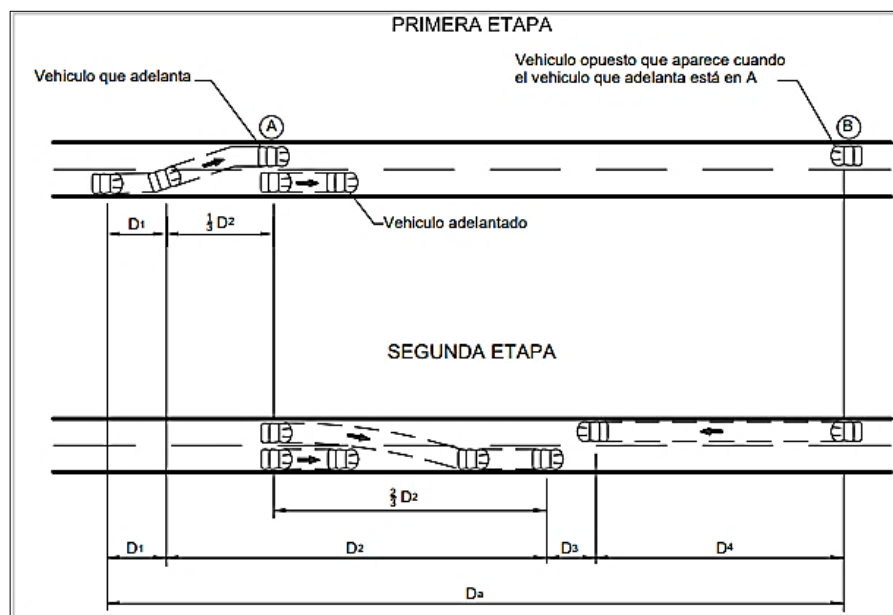 PRIMERA ETAPA
Vehiculo que adelanta
Vehiculo opuesto que aparece cuando
el vehiculo que adelanta está en A
A
B
Vehiculo adelantado
D1
1/3 D2
SEGUNDA ETAPA
2/3 D2
D1
D2
D3
D4
Da